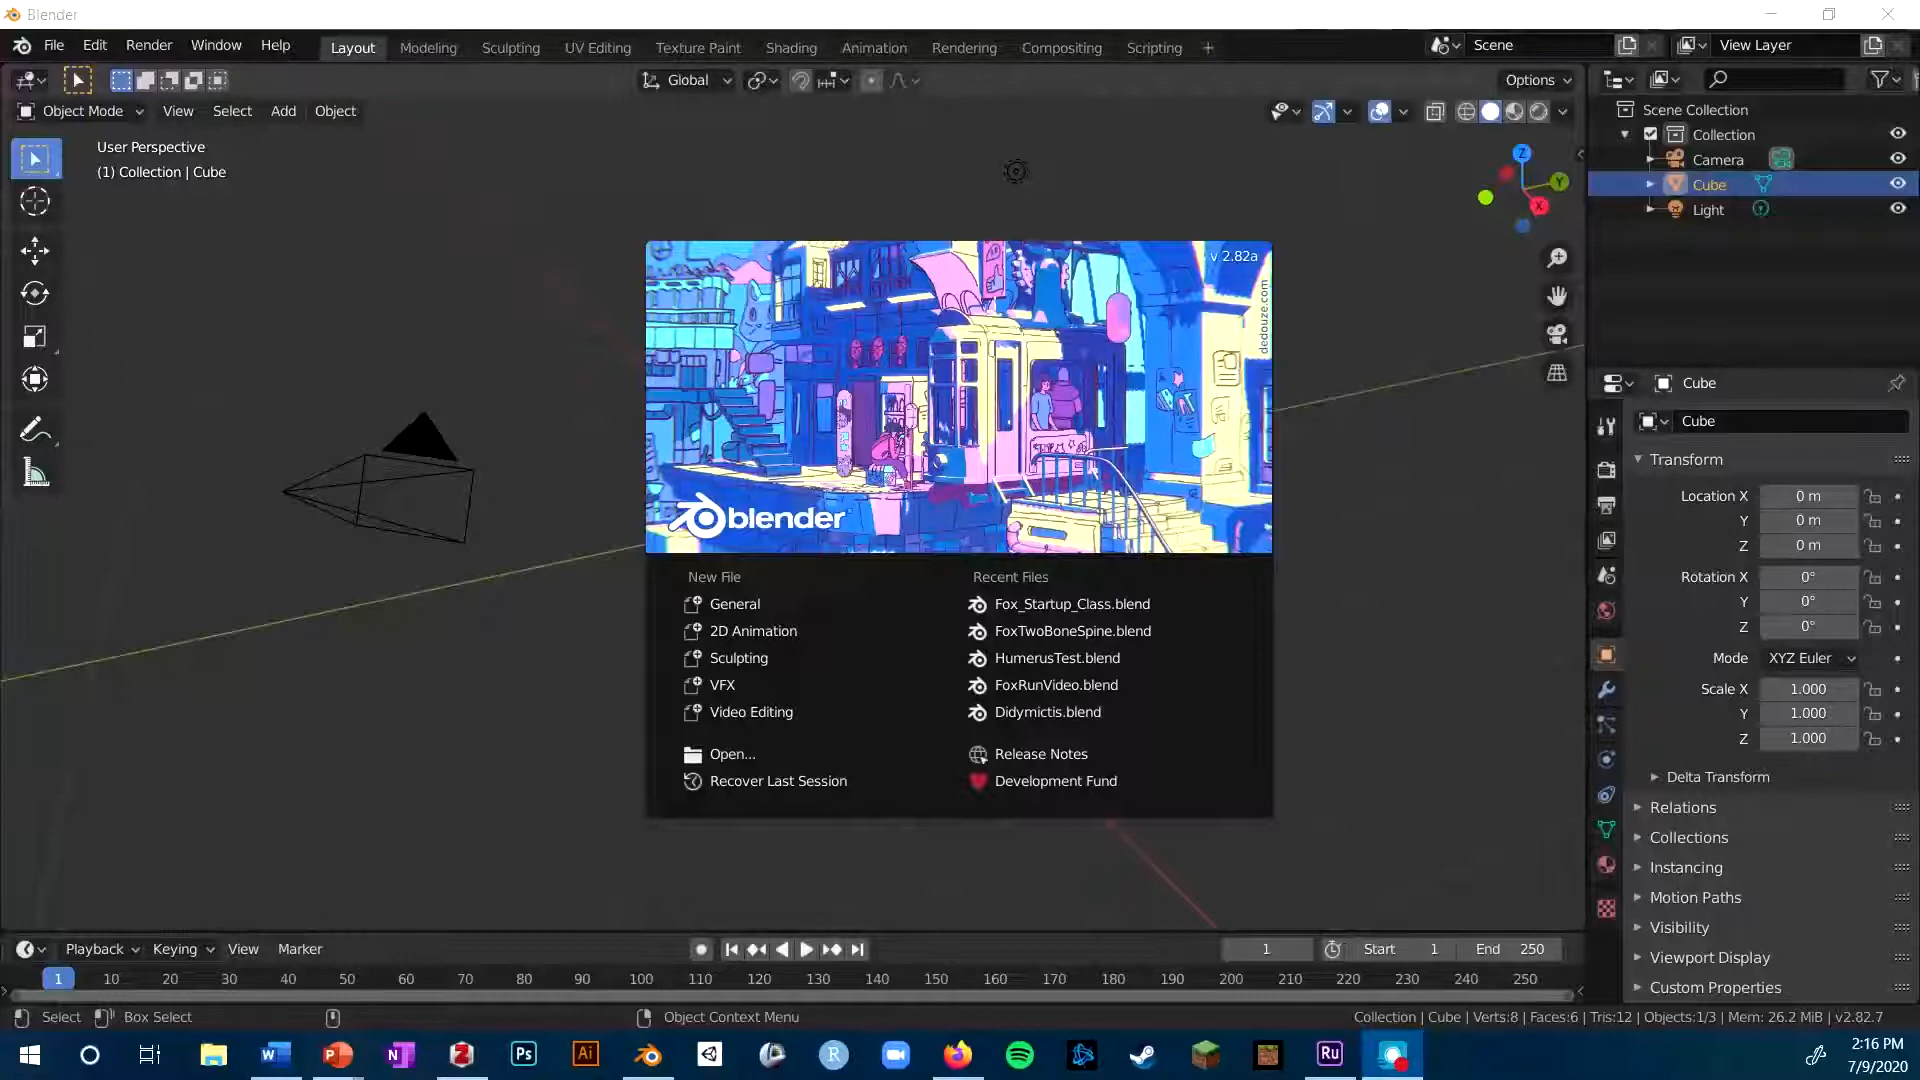 Blender
File Edit Render Window Help Layout Modeling Sculpting UV Editing Texture Paint Shading Animation Rendering Compositing Scripting + Scene View Layer
Global Options
Object Mode View Select Add Object
User Perspective
(1) Collection | Cube
Z
Y
X
Scene Collection
Collection
Camera
Cube
Light
v 2.82a
dedouze.com
blender
New File
General
2D Animation
Sculpting
VFX
Video Editing
Open...
Recover Last Session
Recent Files
Fox_Startup_Class.blend
FoxTwoBoneSpine.blend
HumerusTest.blend
FoxRunVideo.blend
Didymictis.blend
Release Notes
Development Fund
Cube
Cube
Transform
Location X 0 m
Y 0 m
Z 0 m
Rotation X 0°
Y 0°
Z 0°
Mode XYZ Euler
Scale X 1.000
Y 1.000
Z 1.000
Delta Transform
Relations
Collections
Instancing
Motion Paths
Visibility
Viewport Display
Custom Properties
Playback Keying View Marker 1 Start 1 End 250
1 10 20 30 40 50 60 70 80 90 100 110 120 130 140 150 160 170 180 190 200 210 220 230 240 250
Select Box Select Object Context Menu Collection | Cube | Verts:8 | Faces:6 | Tris:12 | Objects:1/3 | Mem: 26.2 MiB | v2.82.7
W P N Z Ps Ai R Ru
2:16 PM
7/9/2020